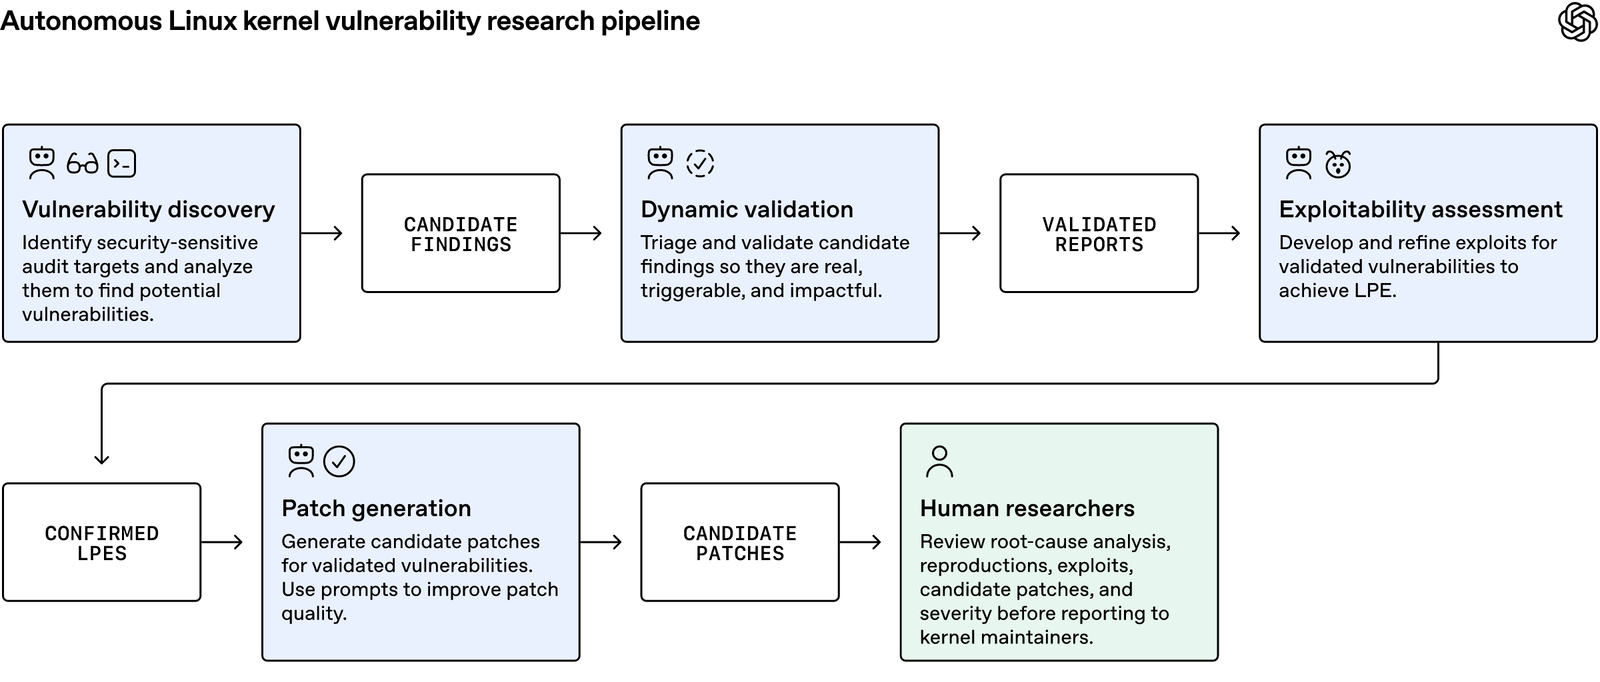 Autonomous Linux kernel vulnerability research pipeline
Vulnerability discovery
Identify security-sensitive
audit targets and analyze
them to find potential
vulnerabilities.
CANDIDATE
FINDINGS
Dynamic validation
Triage and validate candidate
findings so they are real,
triggerable, and impactful.
VALIDATED
REPORTS
Exploitability assessment
Develop and refine exploits for
validated vulnerabilities to
achieve LPE.
CONFIRMED
LPES
Patch generation
Generate candidate patches
for validated vulnerabilities.
Use prompts to improve patch
quality.
CANDIDATE
PATCHES
Human researchers
Review root-cause analysis,
reproductions, exploits,
candidate patches, and
severity before reporting to
kernel maintainers.